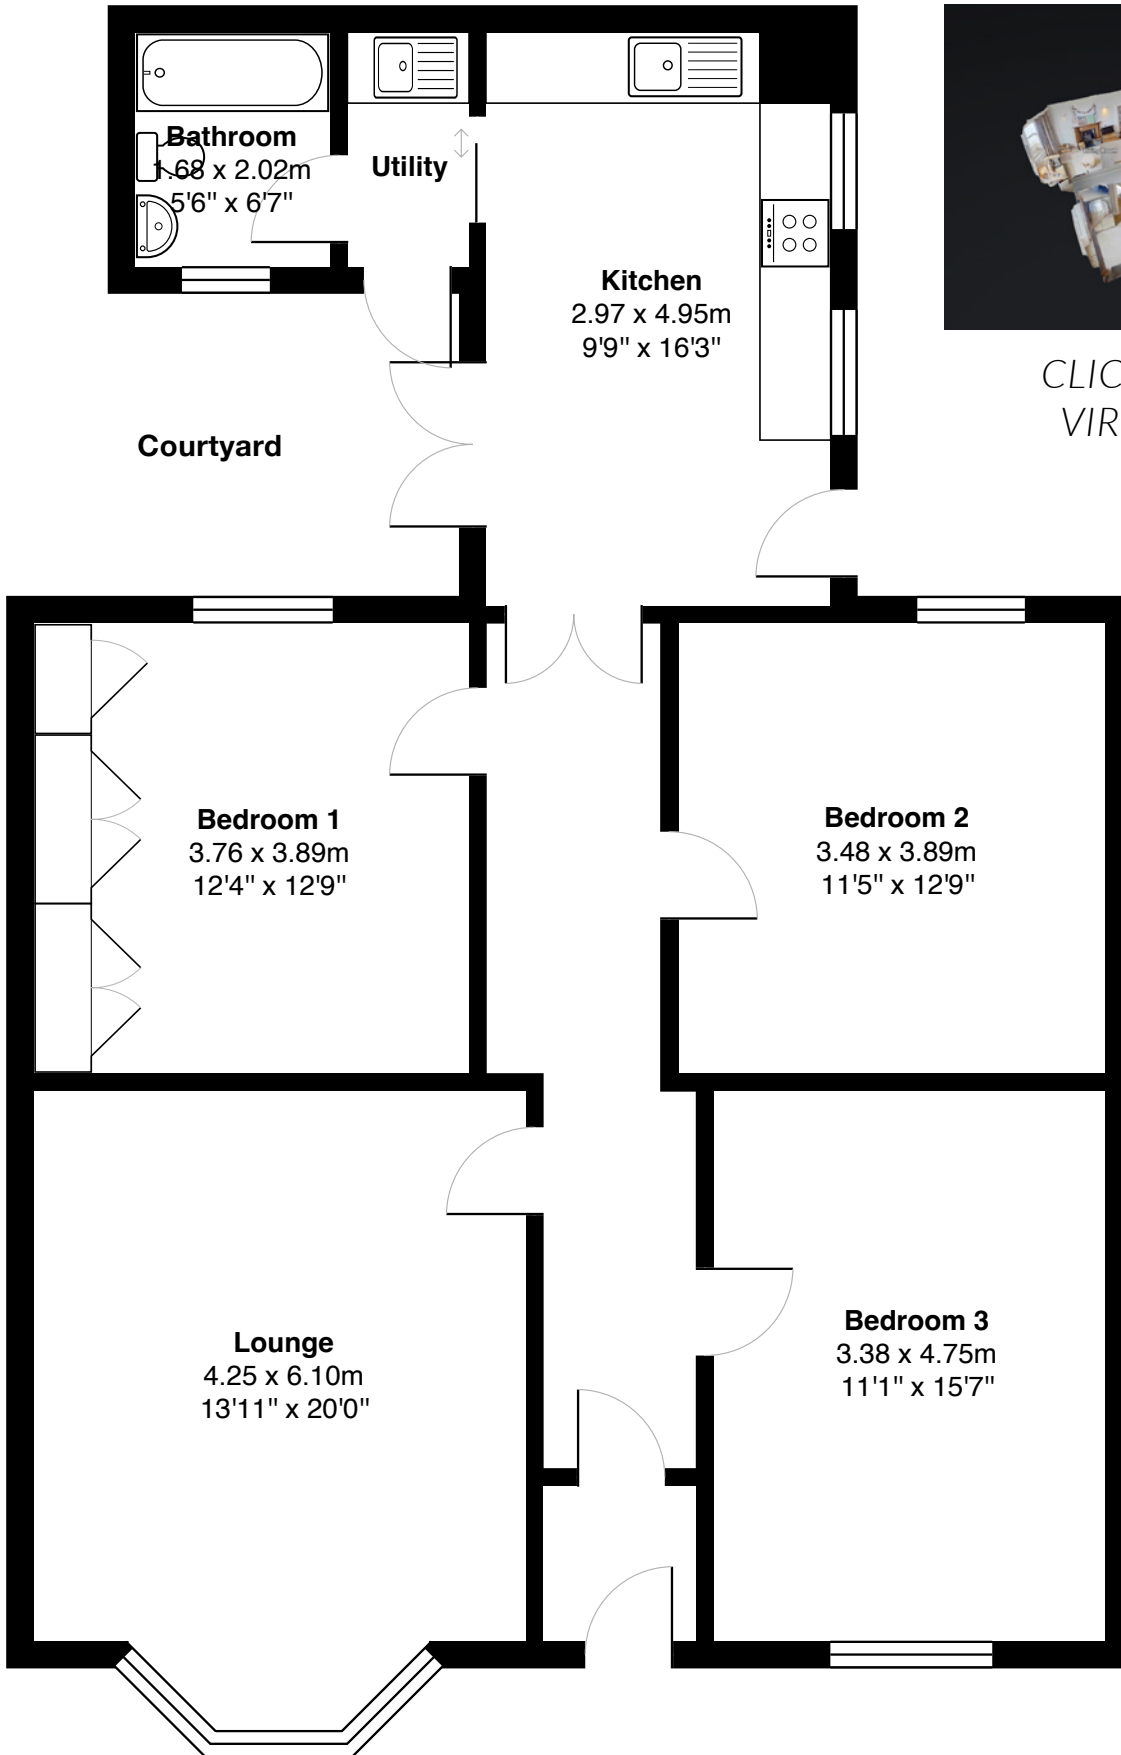 Bathroom
1.68 x 2.02m
5'6" x 6'7"
Utility
Kitchen
2.97 x 4.95m
9'9" x 16'3"
CLIC
VIR
Courtyard
Bedroom 1
3.76 x 3.89m
12'4" x 12'9"
Bedroom 2
3.48 x 3.89m
11'5" x 12'9"
Lounge
4.25 x 6.10m
13'11" x 20'0"
Bedroom 3
3.38 x 4.75m
11'1" x 15'7"